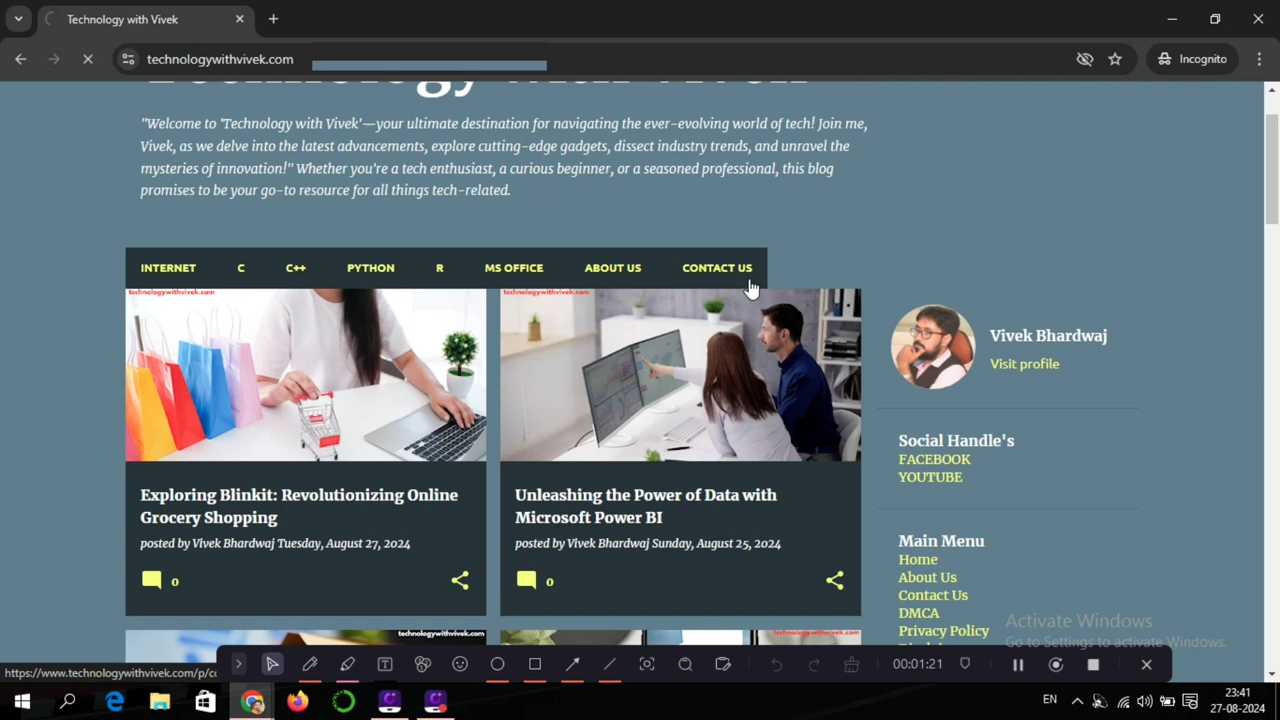 Technology with Vivek
technologywithvivek.com
Incognito
Technology with Vivek
"Welcome to 'Technology with Vivek'—your ultimate destination for navigating the ever-evolving world of tech! Join me,
Vivek, as we delve into the latest advancements, explore cutting-edge gadgets, dissect industry trends, and unravel the
mysteries of innovation!" Whether you're a tech enthusiast, a curious beginner, or a seasoned professional, this blog
promises to be your go-to resource for all things tech-related.
INTERNET C C++ PYTHON R MS OFFICE ABOUT US CONTACT US
technologywithvivek.com
technologywithvivek.com
Vivek Bhardwaj
Visit profile
Social Handle's
FACEBOOK
YOUTUBE
Exploring Blinkit: Revolutionizing Online
Grocery Shopping
posted by Vivek Bhardwaj Tuesday, August 27, 2024
0
Unleashing the Power of Data with
Microsoft Power BI
posted by Vivek Bhardwaj Sunday, August 25, 2024
0
Main Menu
Home
About Us
Contact Us
DMCA
Privacy Policy
technologywithvivek.com
technologywithvivek.com
Activate Windows
Go to Settings to activate Windows.
https://www.technologywithvivek.com/p/co
00:01:21
EN
23:41
27-08-2024